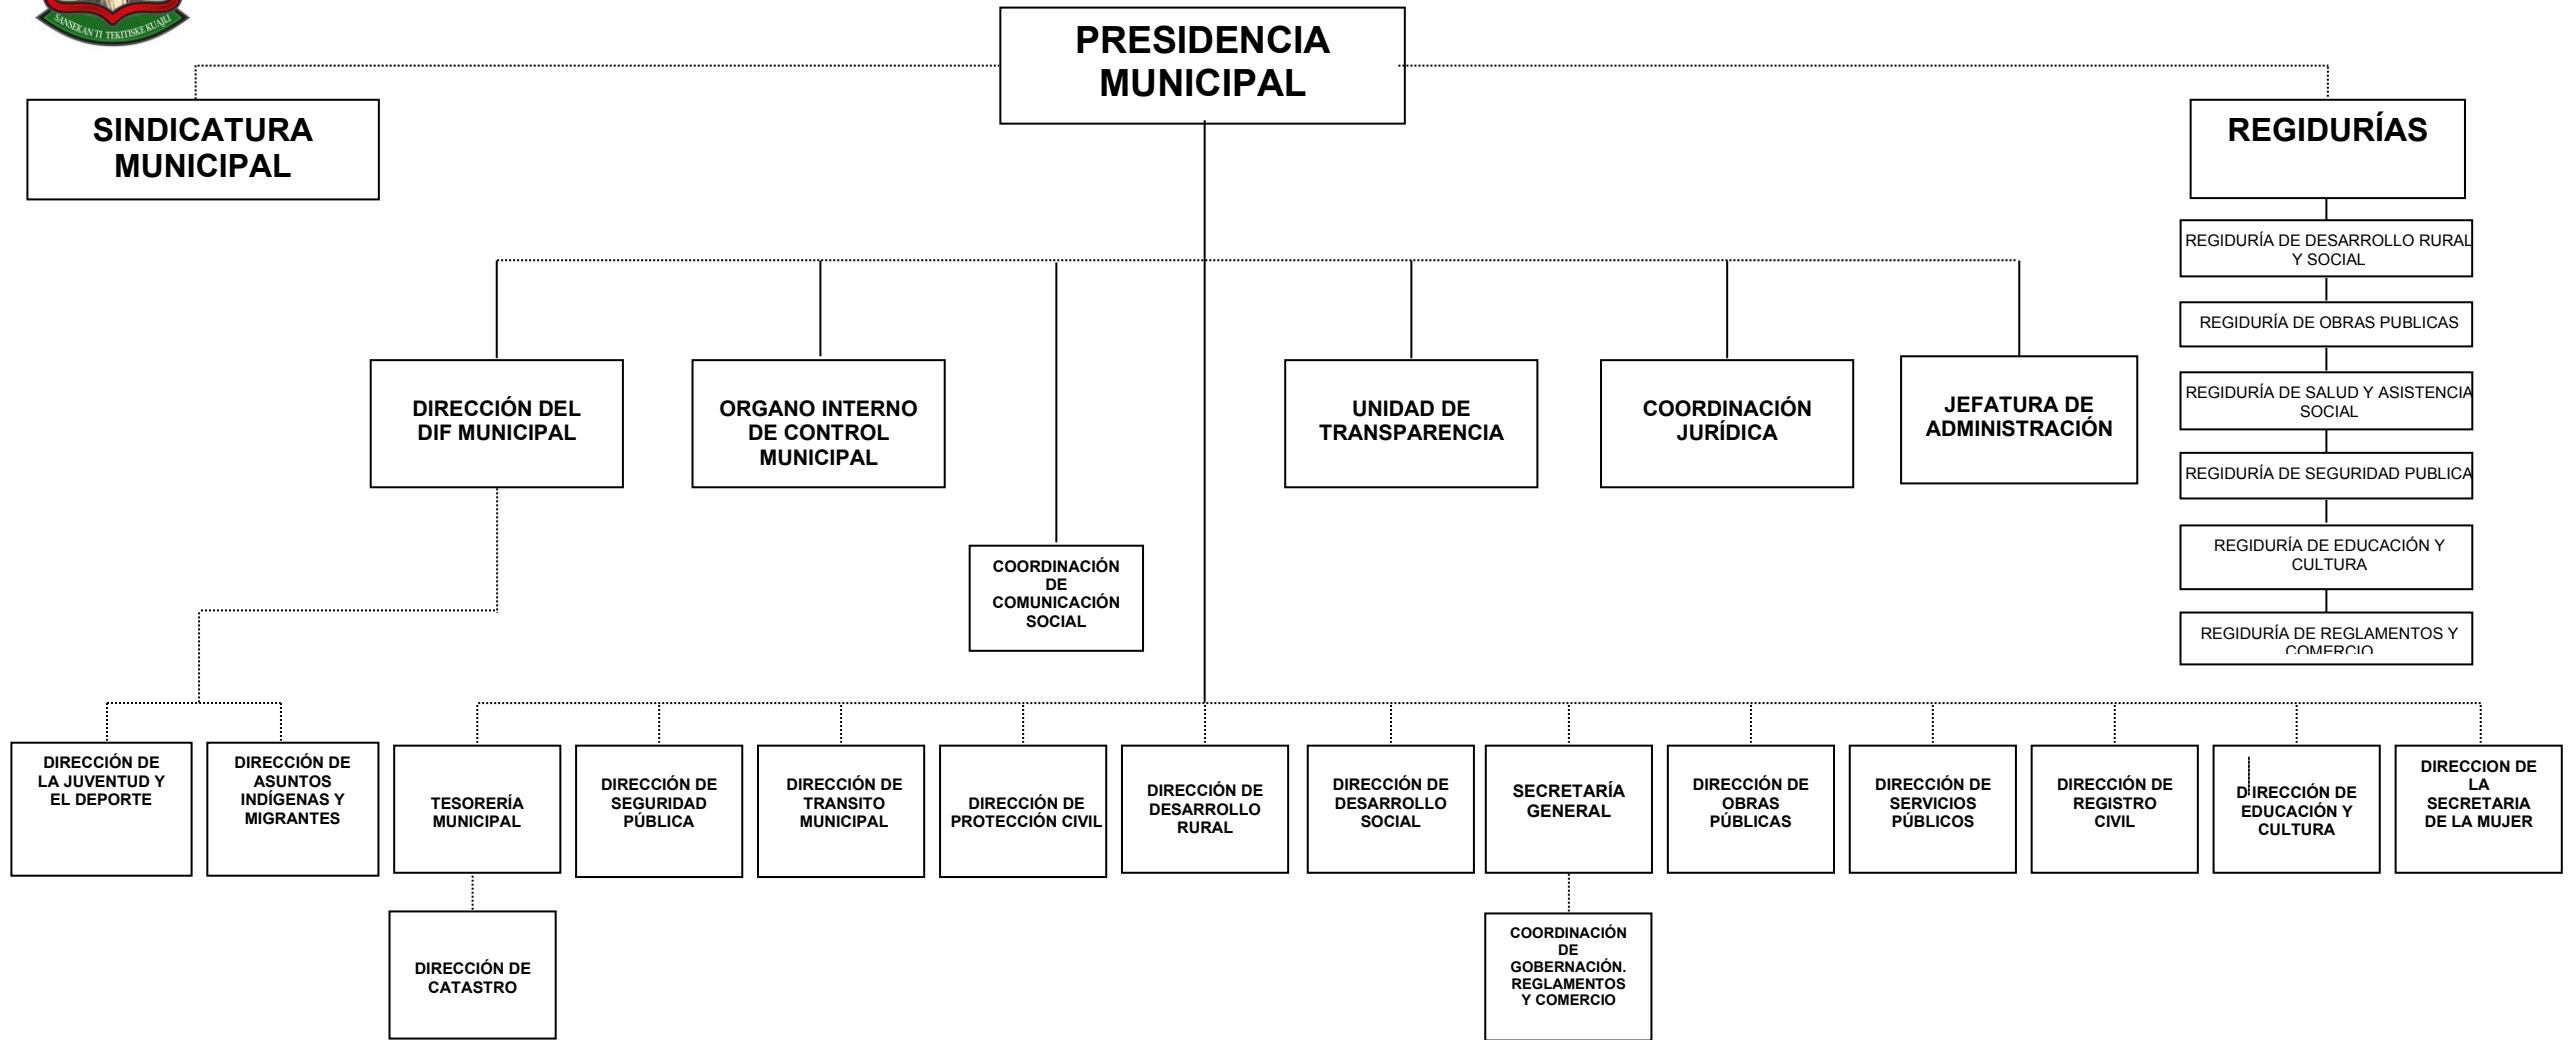 SANSEKAN TI TEKITISKE KUAJLI
PRESIDENCIA
MUNICIPAL
SINDICATURA
MUNICIPAL
REGIDURÍAS
REGIDURÍA DE DESARROLLO RURAL
Y SOCIAL
REGIDURÍA DE OBRAS PUBLICAS
REGIDURÍA DE SALUD Y ASISTENCIA
SOCIAL
REGIDURÍA DE SEGURIDAD PUBLICA
REGIDURÍA DE EDUCACIÓN Y
CULTURA
REGIDURÍA DE REGLAMENTOS Y
COMERCIO
DIRECCIÓN DEL
DIF MUNICIPAL
ORGANO INTERNO
DE CONTROL
MUNICIPAL
COORDINACIÓN
DE
COMUNICACIÓN
SOCIAL
UNIDAD DE
TRANSPARENCIA
COORDINACIÓN
JURÍDICA
JEFATURA DE
ADMINISTRACIÓN
DIRECCIÓN DE
LA JUVENTUD Y
EL DEPORTE
DIRECCIÓN DE
ASUNTOS
INDÍGENAS Y
MIGRANTES
TESORERÍA
MUNICIPAL
DIRECCIÓN DE
SEGURIDAD
PÚBLICA
DIRECCIÓN DE
TRANSITO
MUNICIPAL
DIRECCIÓN DE
PROTECCIÓN CIVIL
DIRECCIÓN DE
DESARROLLO
RURAL
DIRECCIÓN DE
DESARROLLO
SOCIAL
SECRETARÍA
GENERAL
DIRECCIÓN DE
OBRAS
PÚBLICAS
DIRECCIÓN DE
SERVICIOS
PÚBLICOS
DIRECCIÓN DE
REGISTRO
CIVIL
DIRECCIÓN DE
EDUCACIÓN Y
CULTURA
DIRECCION DE
LA
SECRETARIA
DE LA MUJER
DIRECCIÓN DE
CATASTRO
COORDINACIÓN
DE
GOBERNACIÓN.
REGLAMENTOS
Y COMERCIO